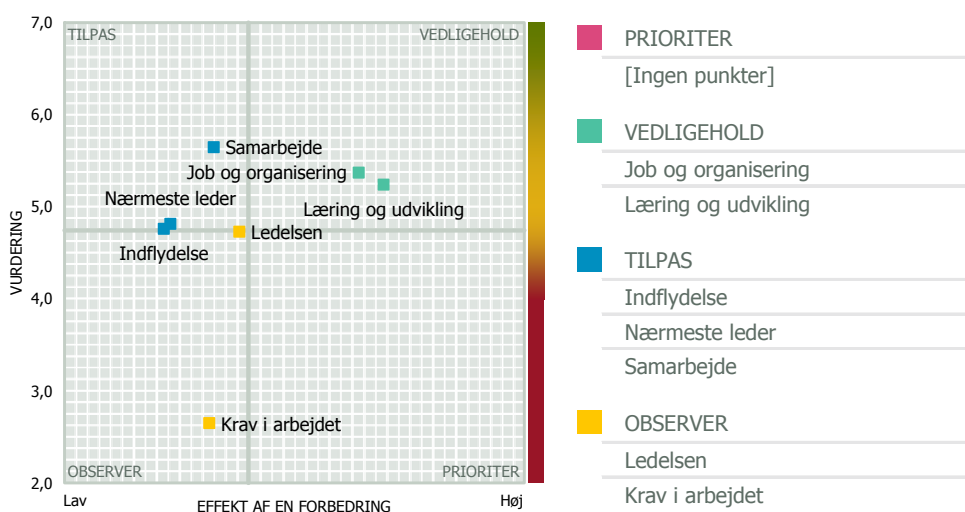 7,0
6,0
5,0
4,0
3,0
2,0
VURDERING
TILPAS
VEDLIGEHOLD
Samarbejde
Job og organisering
Nærmeste leder
Læring og udvikling
Indflydelse
Ledelsen
Krav i arbejdet
OBSERVER
PRIORITER
Lav
EFFEKT AF EN FORBEDRING
Høj
PRIORITER
[Ingen punkter]
VEDLIGEHOLD
Job og organisering
Læring og udvikling
TILPAS
Indflydelse
Nærmeste leder
Samarbejde
OBSERVER
Ledelsen
Krav i arbejdet